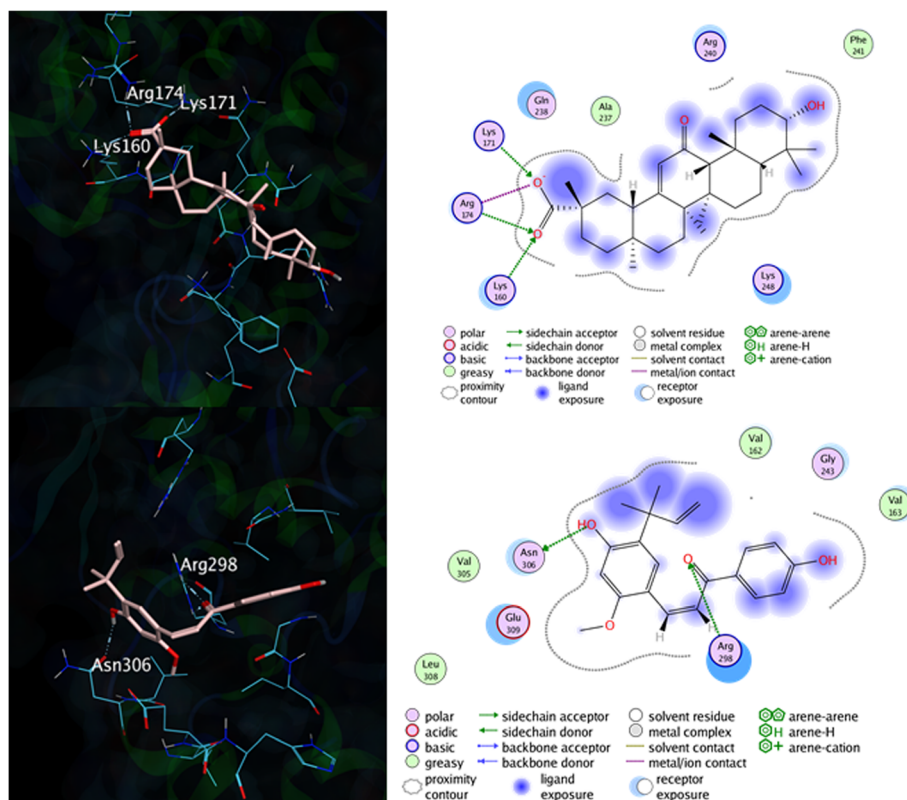 Arg174
Lys171
Lys160
Arg 240
Phe 241
Gln 238
Ala 237
Lys 171
Arg 174
Lys 160
Lys 248
O
OH
H
H
H
O-
O
polar
sidechain acceptor
solvent residue
arene-arene
acidic
sidechain donor
metal complex
H arene-H
basic
backbone acceptor
solvent contact
+ arene-cation
greasy
backbone donor
metal/ion contact
proximity contour
ligand exposure
receptor exposure
Arg298
Asn306
Val 162
Gly 243
Val 163
Asn 306
Val 305
Glu 309
Leu 308
Arg 298
HO
O
OH
O
H
H
polar
sidechain acceptor
solvent residue
arene-arene
acidic
sidechain donor
metal complex
H arene-H
basic
backbone acceptor
solvent contact
+ arene-cation
greasy
backbone donor
metal/ion contact
proximity contour
ligand exposure
receptor exposure